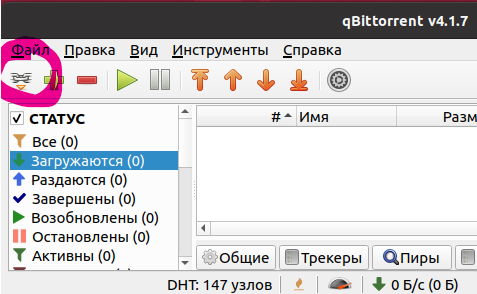 qBittorrent v4.1.7
Файл Правка Вид Инструменты Справка
СТАТУС
Все (0)
Загружаются (0)
Раздаются (0)
Завершены (0)
Возобновлены (0)
Остановлены (0)
Активны (0)
# Имя Разм
Общие Трекеры Пиры
DHT: 147 узлов 0 Б/с (0 Б)